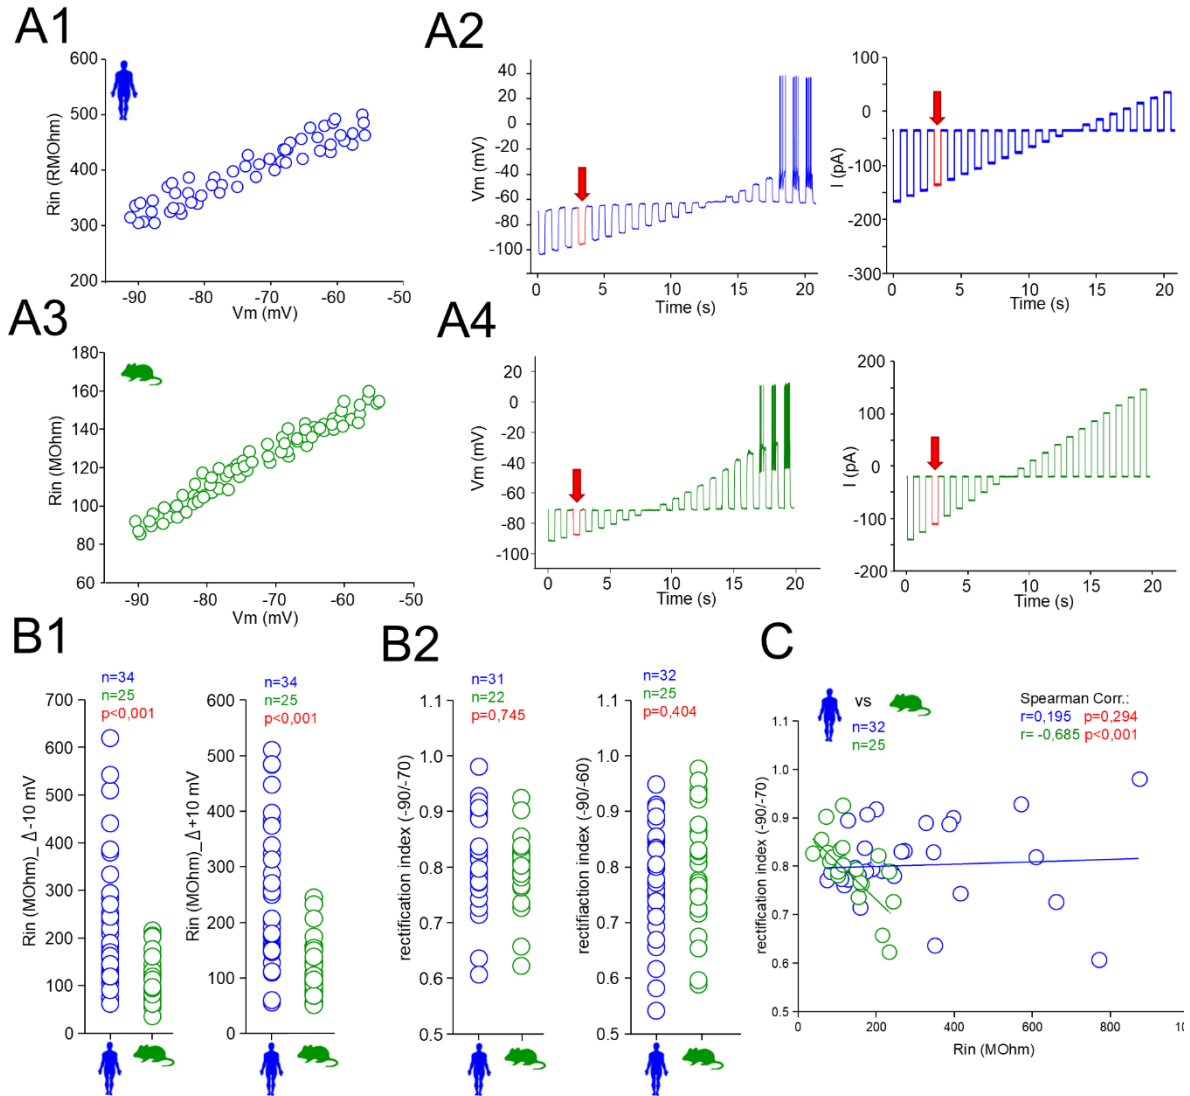 A1
600
500
400
300
200
Rin (RMOhm)
-90
-80
-70
-60
-50
Vm (mV)
A2
40
20
0
-20
-40
-60
-80
-100
Vm (mV)
0
5
10
15
20
Time (s)
100
0
-100
-200
-300
I (pA)
0
5
10
15
20
Time (s)
A3
180
160
140
120
100
80
60
Rin (MOhm)
-90
-80
-70
-60
-50
Vm (mV)
A4
20
0
-20
-40
-60
-80
-100
Vm (mV)
0
5
10
15
20
Time (s)
200
100
0
-100
-200
I (pA)
0
5
10
15
20
Time (s)
B1
n=34
n=25
p<0,001
700
600
500
400
300
200
100
0
Rin (MOhm)_ Δ-10 mV
n=34
n=25
p<0,001
600
500
400
300
200
100
0
Rin (MOhm)_Δ+10 mV
B2
n=31
n=22
p=0,745
1.1
1.0
0.9
0.8
0.7
0.6
0.5
rectification index (-90/-70)
n=32
n=25
p=0,404
1.1
1.0
0.9
0.8
0.7
0.6
0.5
rectifiaction index (-90/-60)
C
vs
n=32
n=25
Spearman Corr.:
r=0,195 p=0,294
r= -0,685 p<0,001
1.1
1.0
0.9
0.8
0.7
0.6
0.5
rectification index (-90/-70)
0
200
400
600
800
Rin (MOhm)